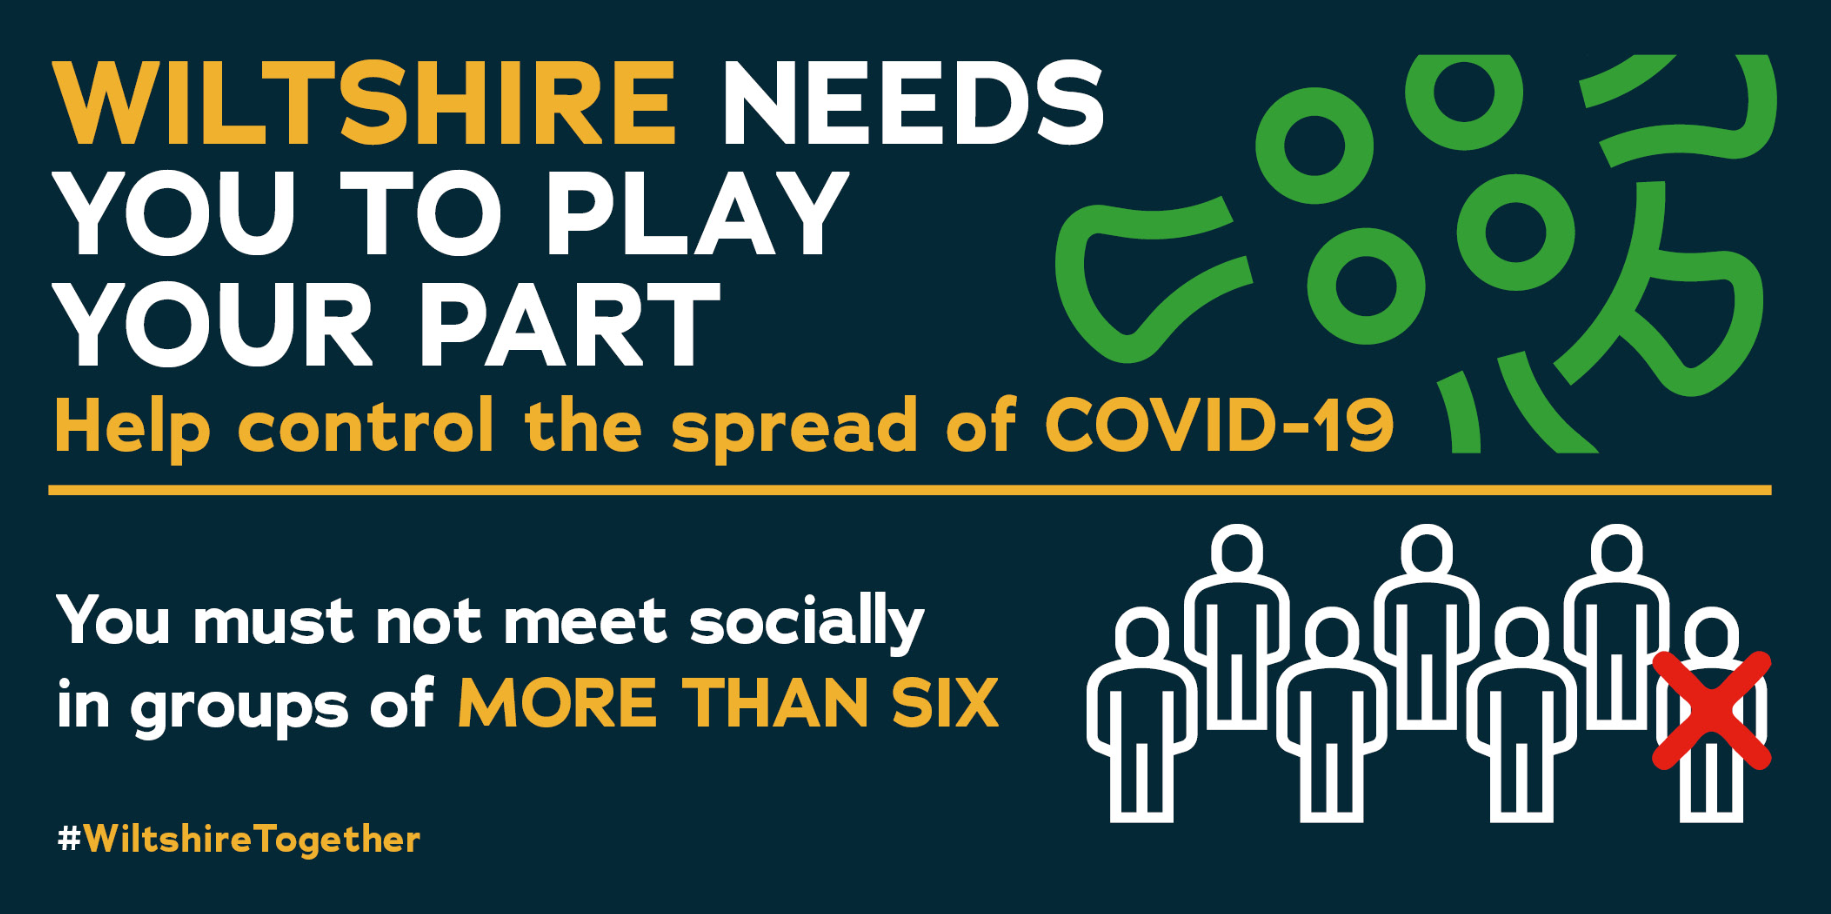 WILTSHIRE NEEDS
YOU TO PLAY
YOUR PART
Help control the spread of COVID-19
You must not meet socially
in groups of MORE THAN SIX
#WiltshireTogether